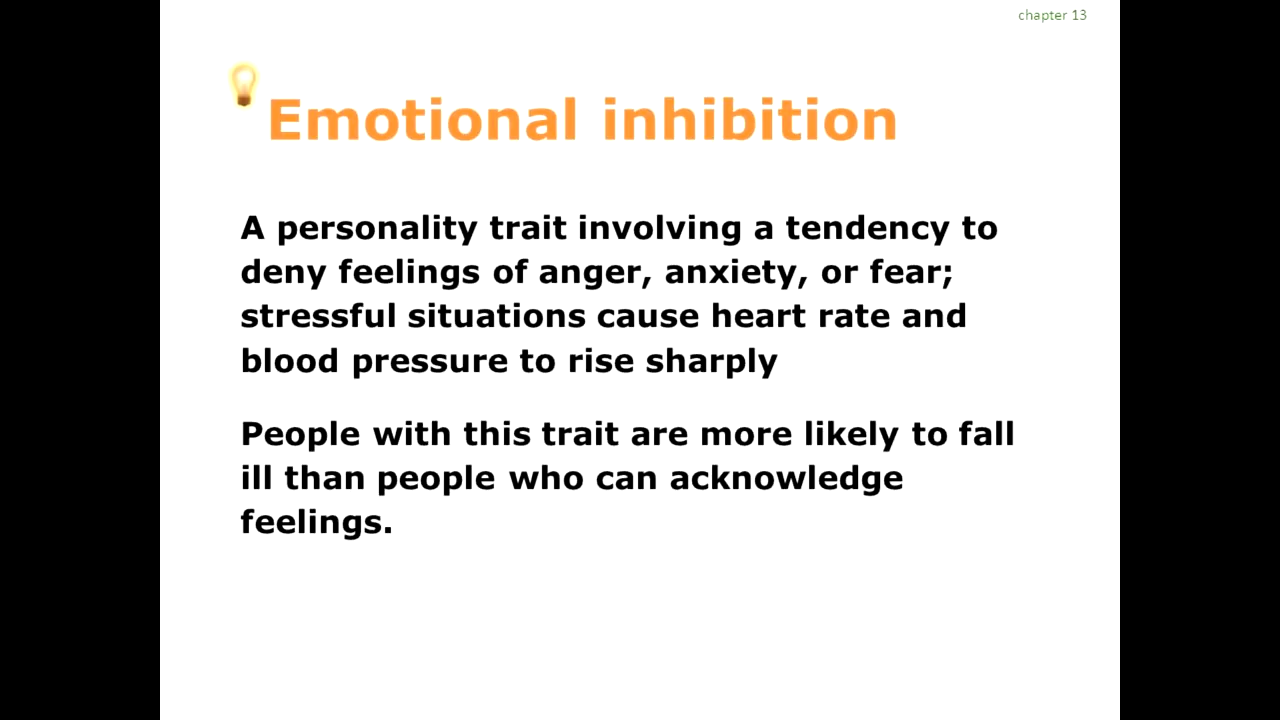 chapter 13
Emotional inhibition
A personality trait involving a tendency to
deny feelings of anger, anxiety, or fear;
stressful situations cause heart rate and
blood pressure to rise sharply
People with this trait are more likely to fall
ill than people who can acknowledge
feelings.